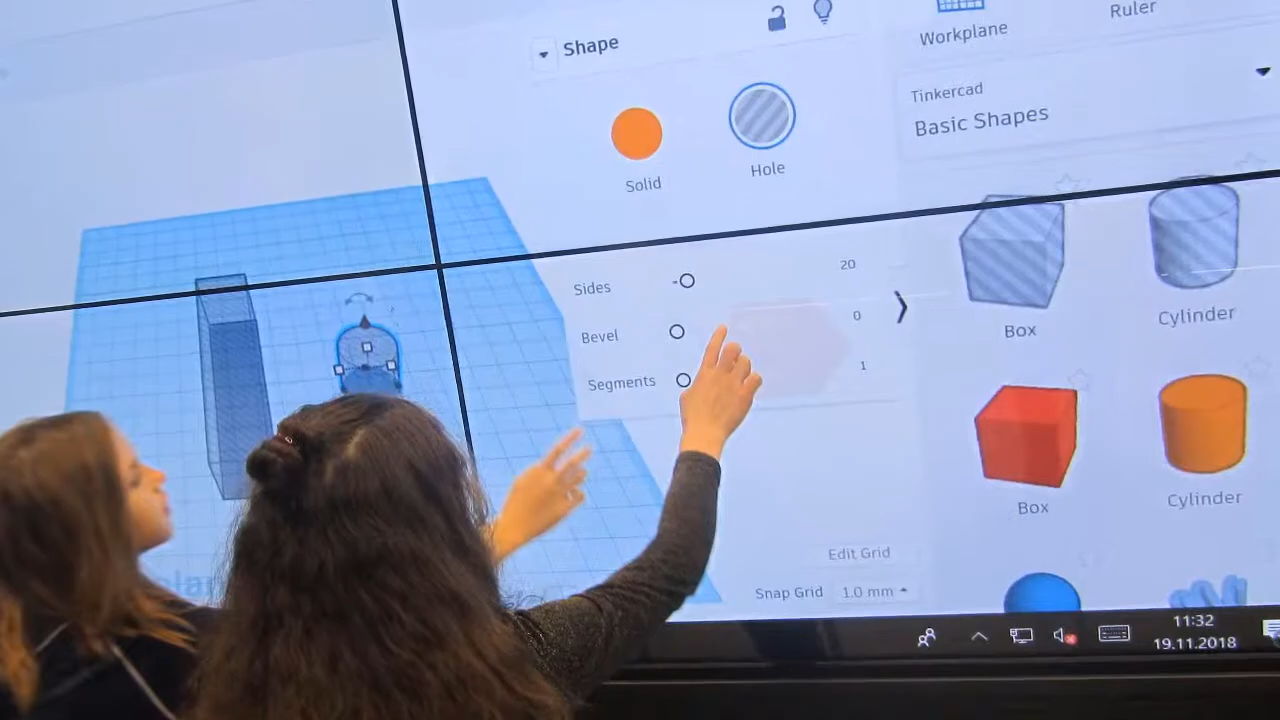 Shape
Solid
Hole
Sides
20
Bevel
0
Segments
1
Workplane
Ruler
Tinkercad
Basic Shapes
Box
Cylinder
Box
Cylinder
Edit Grid
Snap Grid 1.0 mm
11:32
19.11.2018